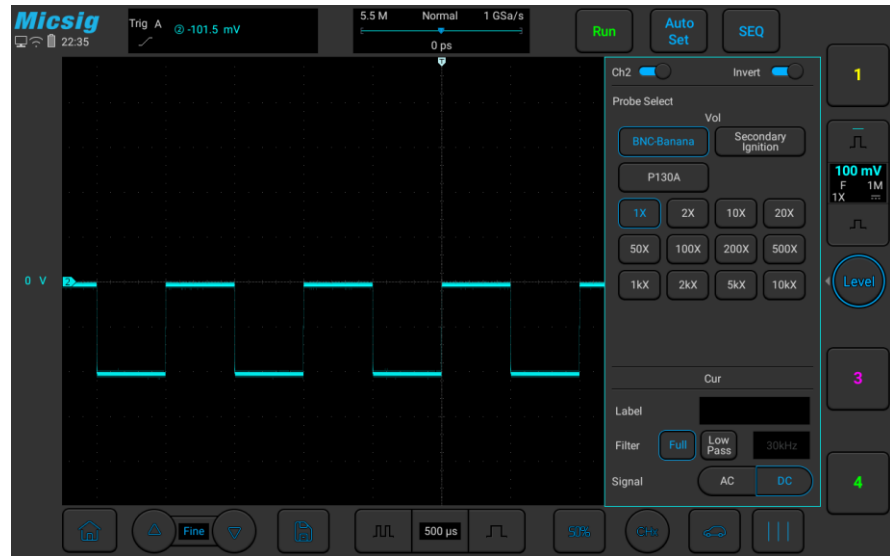 Micsig
22:35
Trig A
② -101.5 mV
5.5 M Normal 1 GSa/s
0 ps
Run
Auto
Set
SEQ
T
Ch2
Invert
Probe Select
Vol
BNC-Banana
Secondary
Ignition
P130A
1X 2X 10X 20X
50X 100X 200X 500X
1kX 2kX 5kX 10kX
Cur
Label
Filter Full Low
Pass 30kHz
Signal AC DC
0 V
2
1
100 mV
F 1M
1X
Level
3
4
Fine
500 μs
50%
CH2